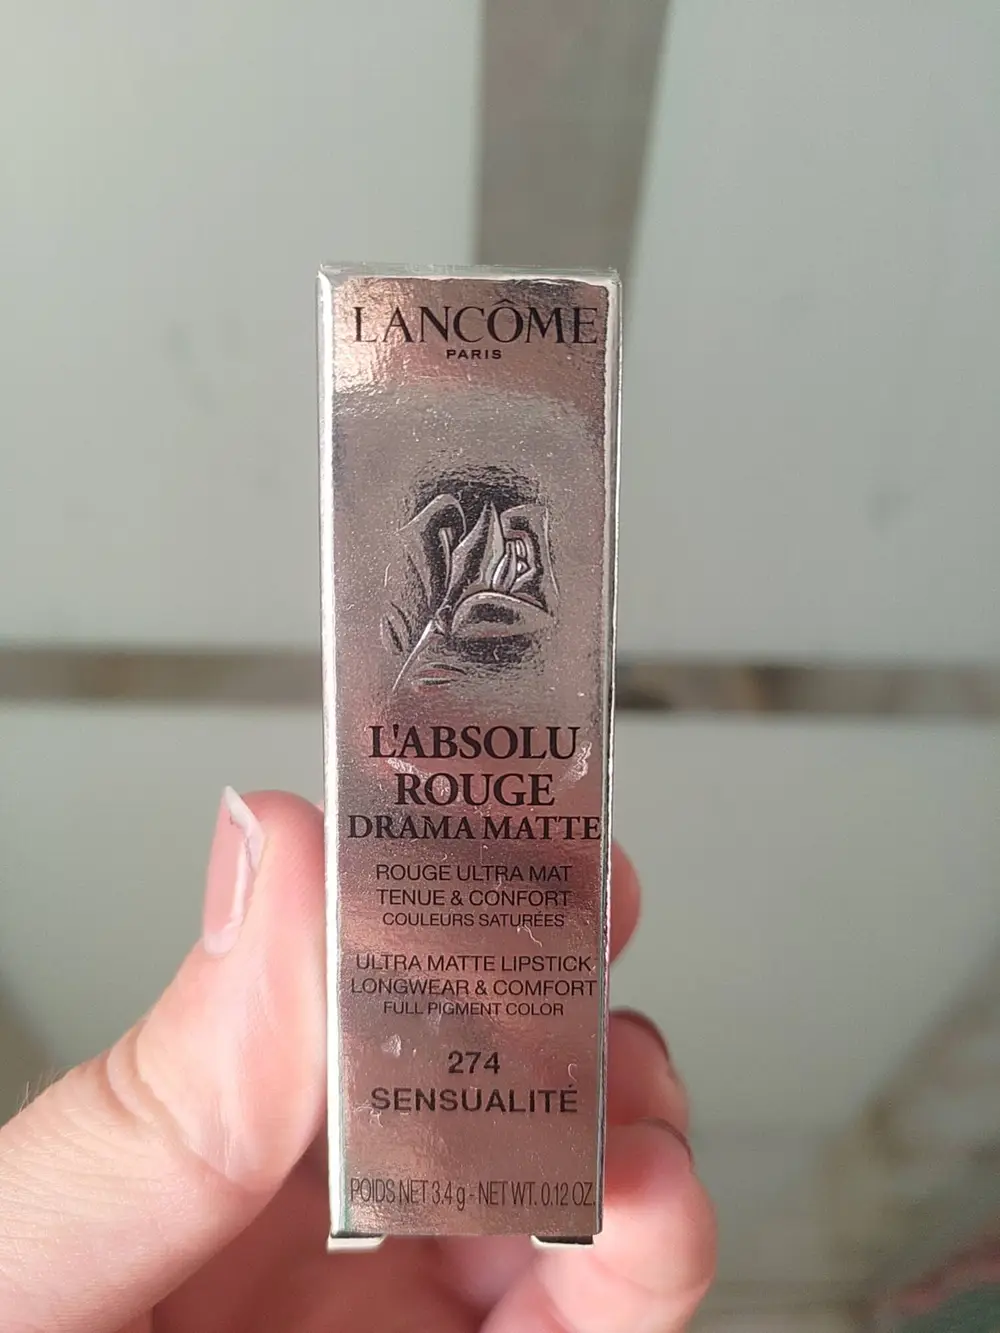 LANCÔME
PARIS
L'ABSOLU
ROUGE
DRAMA MATTE
ROUGE ULTRA MAT
TENUE & CONFORT
COULEURS SATURÉES
ULTRA MATTE LIPSTICK
LONGWEAR & COMFORT
FULL PIGMENT COLOR
274
SENSUALITÉ
POIDS NET 3.4 g - NET WT. 0.12 OZ.